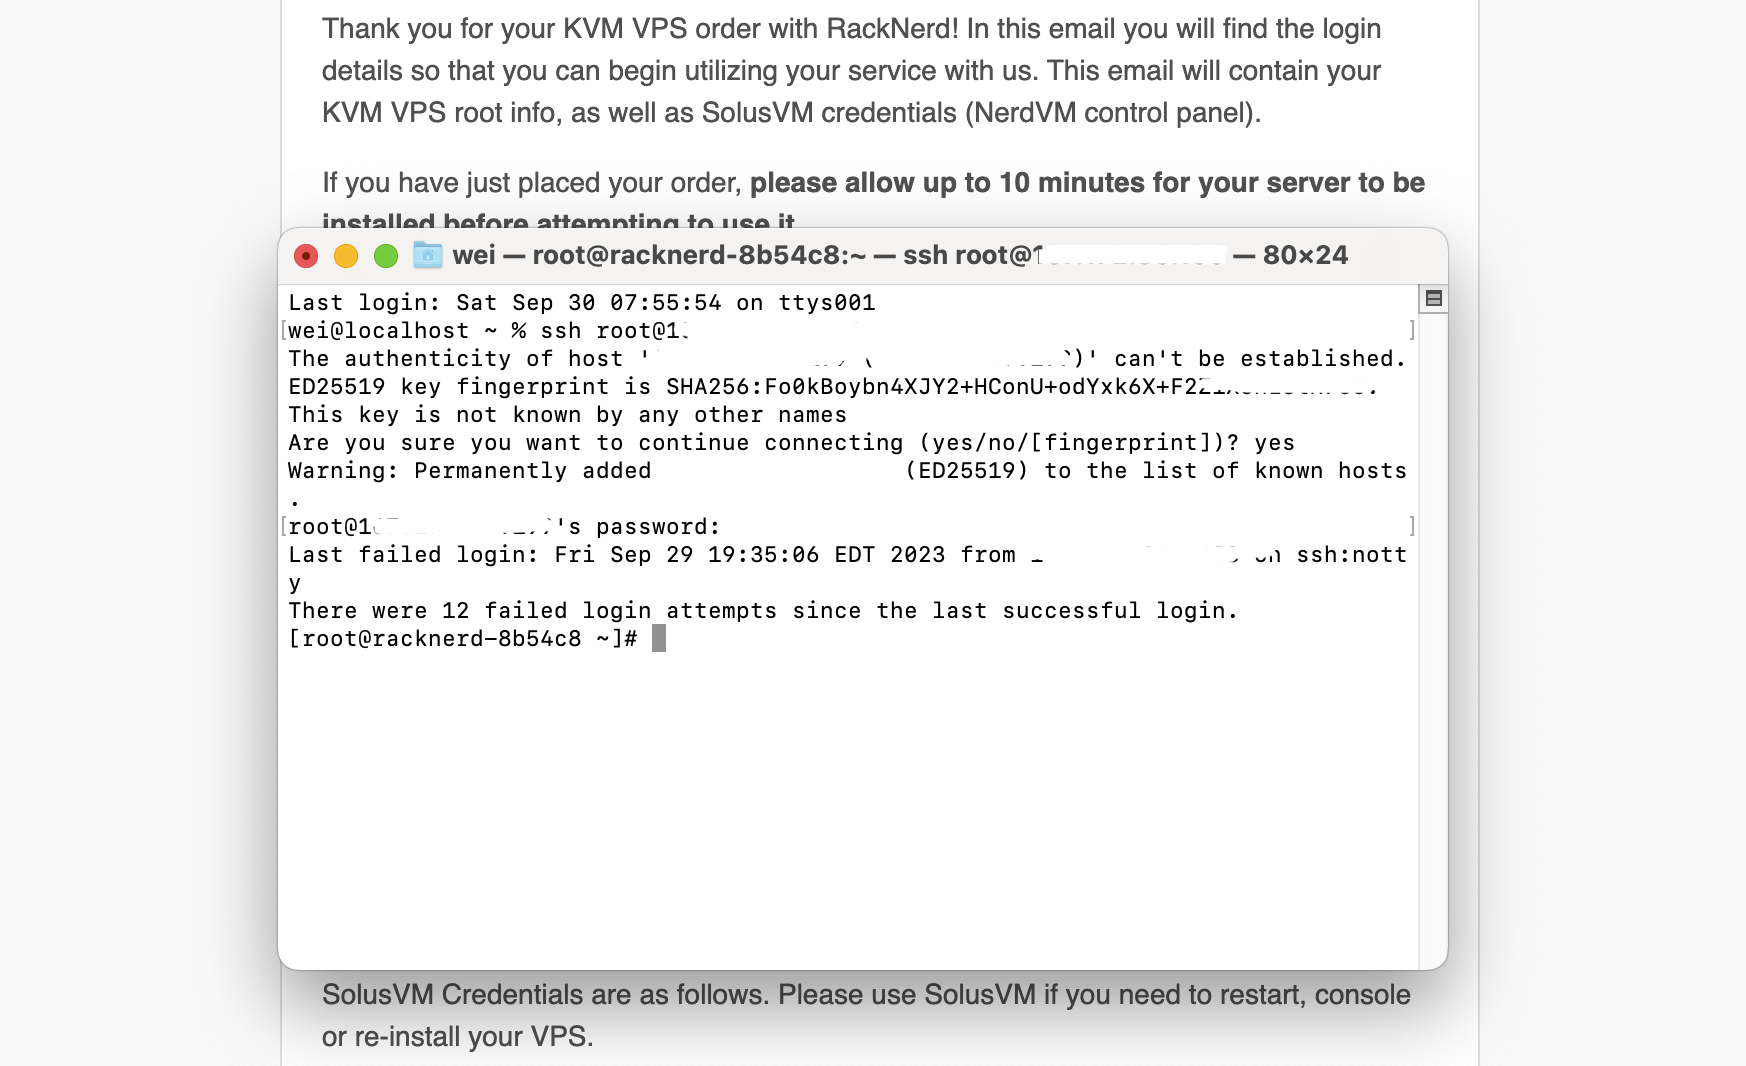 Thank you for your KVM VPS order with RackNerd! In this email you will find the login
details so that you can begin utilizing your service with us. This email will contain your
KVM VPS root info, as well as SolusVM credentials (NerdVM control panel).
If you have just placed your order, please allow up to 10 minutes for your server to be
installed before attempting to use it
wei — root@racknerd-8b54c8:~ — ssh root@1 — 80×24
Last login: Sat Sep 30 07:55:54 on ttys001
[wei@localhost ~ % ssh root@1 ]
The authenticity of host '( )' can't be established.
ED25519 key fingerprint is SHA256:Fo0kBoybn4XJY2+HConU+odYxk6X+F2
This key is not known by any other names
Are you sure you want to continue connecting (yes/no/[fingerprint])? yes
Warning: Permanently added (ED25519) to the list of known hosts
.
[root@1 's password: ]
Last failed login: Fri Sep 29 19:35:06 EDT 2023 from on ssh:nott
y
There were 12 failed login attempts since the last successful login.
[root@racknerd-8b54c8 ~]#
SolusVM Credentials are as follows. Please use SolusVM if you need to restart, console
or re-install your VPS.